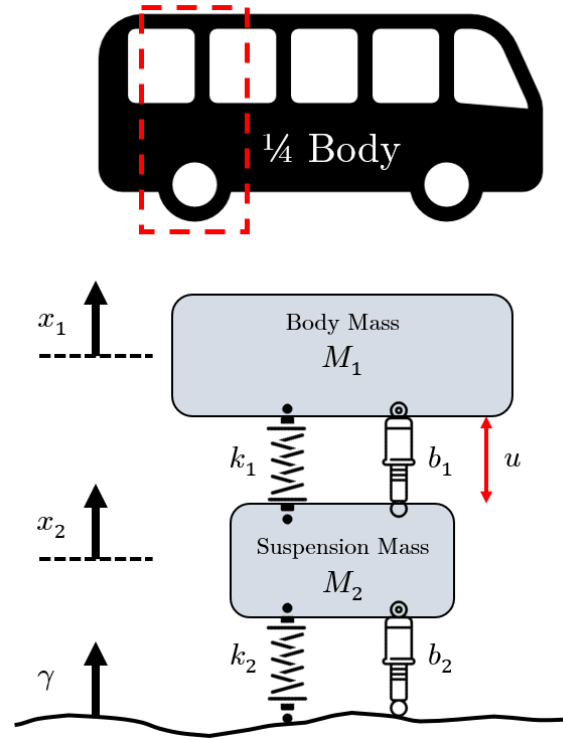 ¼ Body
x₁
Body Mass
M₁
k₁
b₁
u
x₂
Suspension Mass
M₂
k₂
b₂
γ